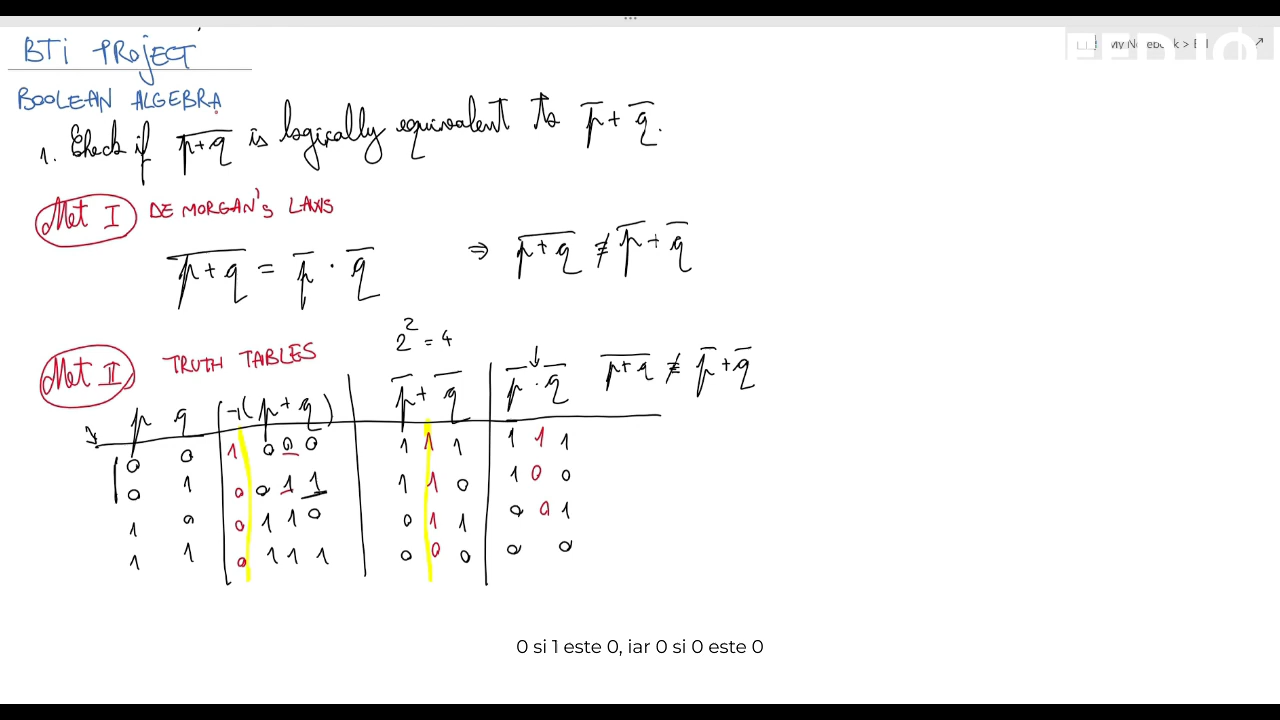 BTi PROJECT
My Notebook > BTI
BOOLEAN ALGEBRA
1. Check if p̅+̅q̅ is logically equivalent to p̅ + q̅.
Met I DE MORGAN'S LAWS
p̅+̅q̅ = p̅ · q̅ ⇒ p̅+̅q̅ ≢ p̅ + q̅
2² = 4
Met II TRUTH TABLES
p̅+̅q̅ ≢ p̅ + q̅
p q ¬(p + q) p̅ + q̅ p̅ · q̅
0 0 1 0 0 0 1 1 1 1 1 1
0 1 0 0 1 1 1 1 0 1 0 0
1 0 0 1 1 0 0 1 1 0 0 1
1 1 0 1 1 1 0 0 0 0 0
0 si 1 este 0, iar 0 si 0 este 0